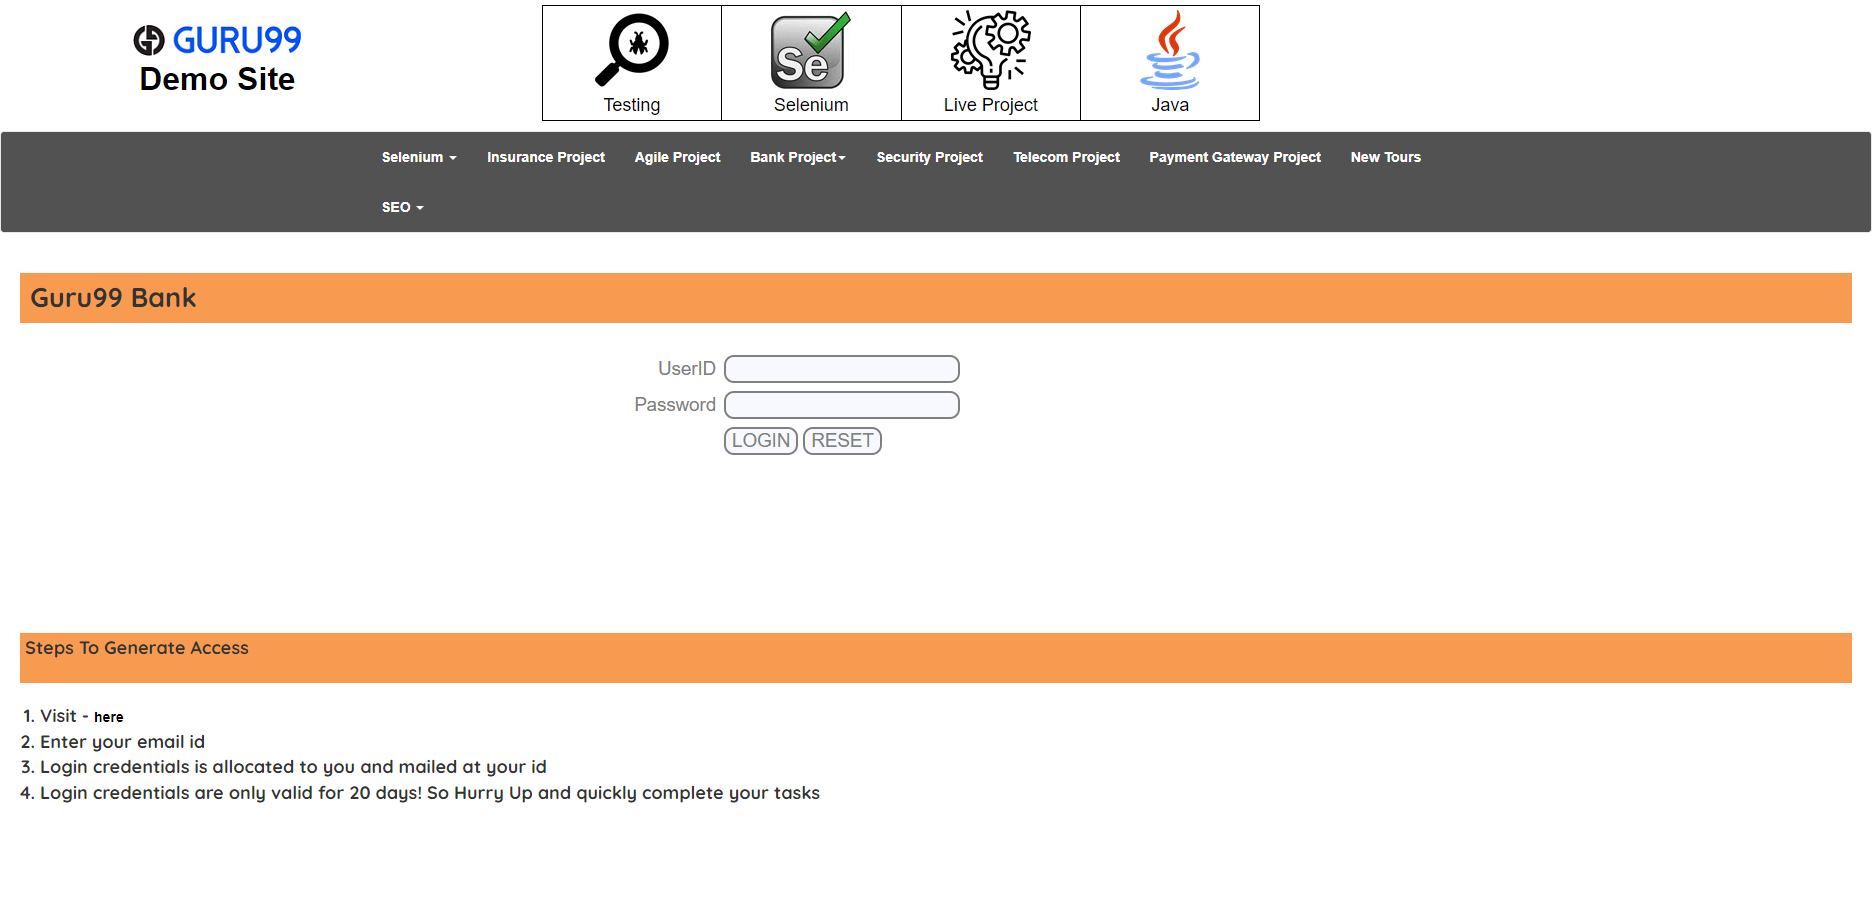 GURU99
Demo Site
Se
Testing
Selenium
Live Project
Java
Selenium
Insurance Project
Agile Project
Bank Project
Security Project
Telecom Project
Payment Gateway Project
New Tours
SEO
Guru99 Bank
UserID
Password
LOGIN RESET
Steps To Generate Access
1. Visit - here
2. Enter your email id
3. Login credentials is allocated to you and mailed at your id
4. Login credentials are only valid for 20 days! So Hurry Up and quickly complete your tasks